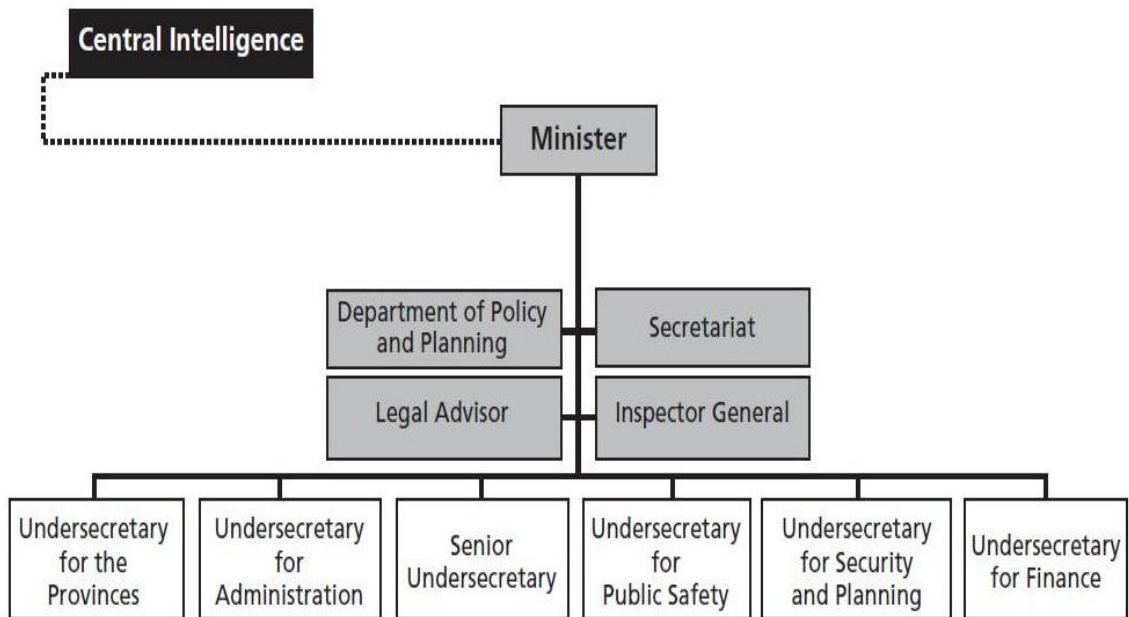 Central Intelligence
Minister
Department of Policy
and Planning
Secretariat
Legal Advisor
Inspector General
Undersecretary
for the
Provinces
Undersecretary
for
Administration
Senior
Undersecretary
Undersecretary
for
Public Safety
Undersecretary
for Security
and Planning
Undersecretary
for Finance